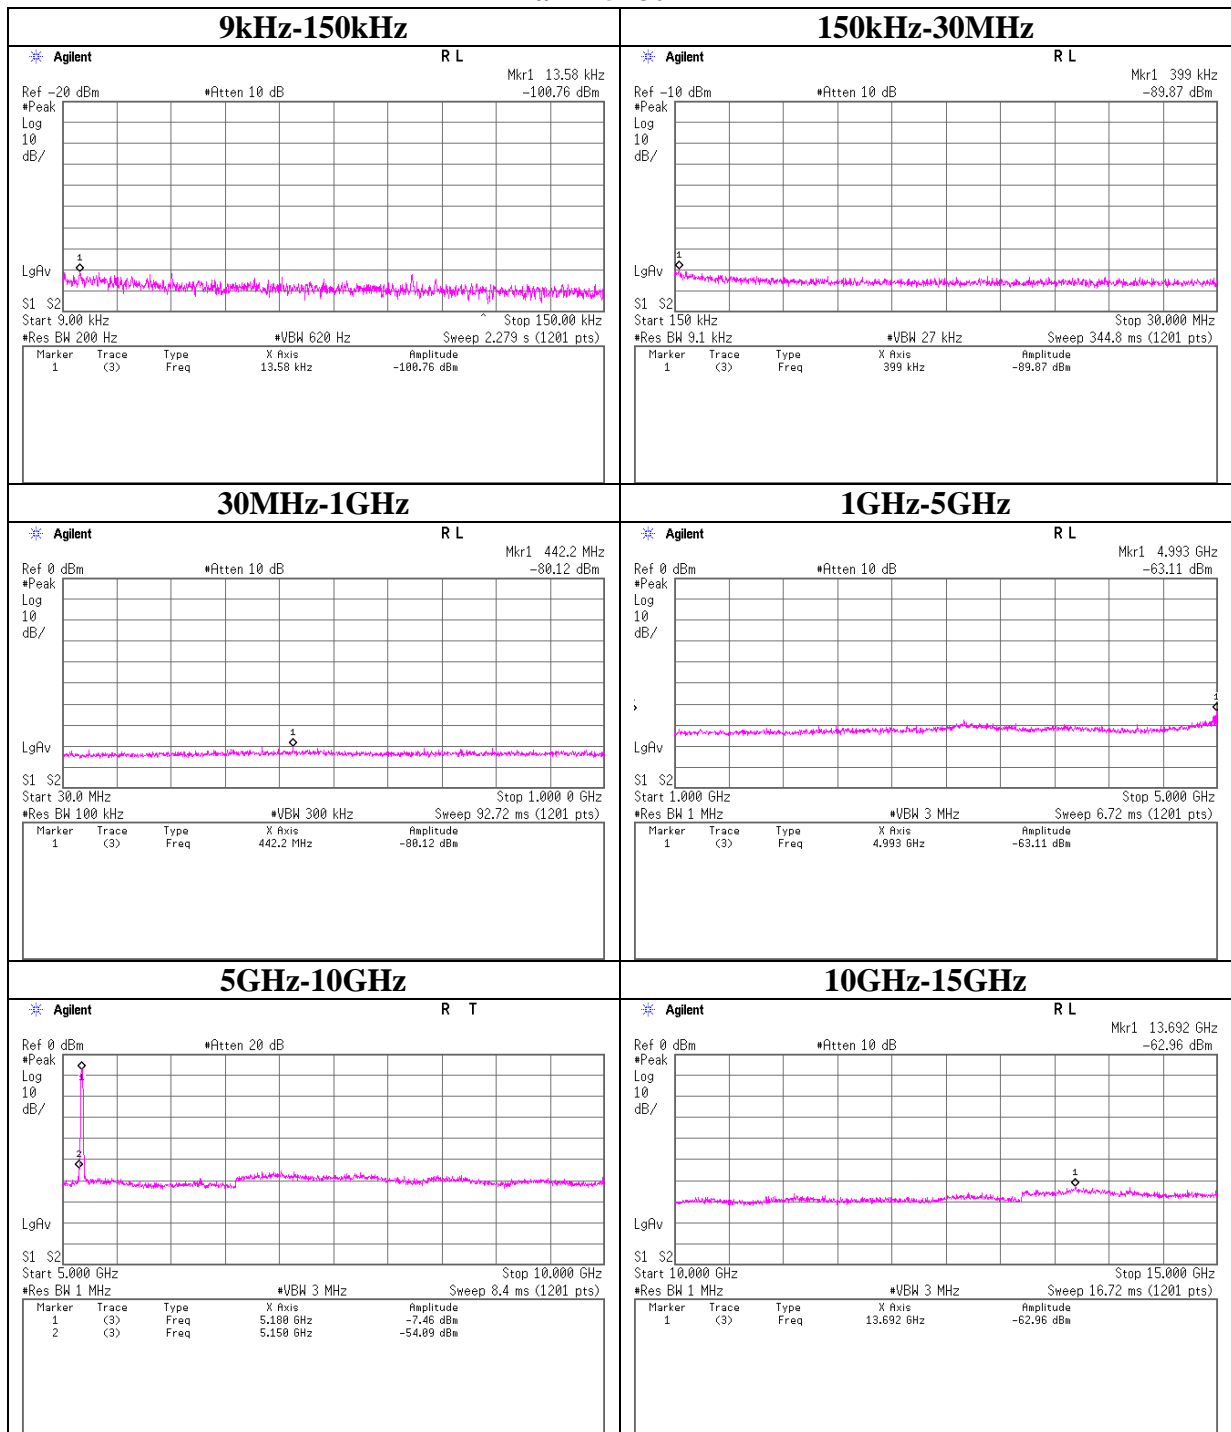 9kHz-150kHz
Agilent R L
Mkr1 13.58 kHz
Ref -20 dBm #Atten 10 dB -100.76 dBm
#Peak
Log
10
dB/
1
LgAv
S1 S2
Start 9.00 kHz ^ Stop 150.00 kHz
#Res BW 200 Hz #VBW 620 Hz Sweep 2.279 s (1201 pts)
Marker Trace Type X Axis Amplitude
1 (3) Freq 13.58 kHz -100.76 dBm
150kHz-30MHz
Agilent R L
Mkr1 399 kHz
Ref -10 dBm #Atten 10 dB -89.87 dBm
#Peak
Log
10
dB/
1
LgAv
S1 S2
Start 150 kHz Stop 30.000 MHz
#Res BW 9.1 kHz #VBW 27 kHz Sweep 344.8 ms (1201 pts)
Marker Trace Type X Axis Amplitude
1 (3) Freq 399 kHz -89.87 dBm
30MHz-1GHz
Agilent R L
Mkr1 442.2 MHz
Ref 0 dBm #Atten 10 dB -80.12 dBm
#Peak
Log
10
dB/
1
LgAv
S1 S2
Start 30.0 MHz Stop 1.000 0 GHz
#Res BW 100 kHz #VBW 300 kHz Sweep 92.72 ms (1201 pts)
Marker Trace Type X Axis Amplitude
1 (3) Freq 442.2 MHz -80.12 dBm
1GHz-5GHz
Agilent R L
Mkr1 4.993 GHz
Ref 0 dBm #Atten 10 dB -63.11 dBm
#Peak
Log
10
dB/
1
LgAv
S1 S2
Start 1.000 GHz Stop 5.000 GHz
#Res BW 1 MHz #VBW 3 MHz Sweep 6.72 ms (1201 pts)
Marker Trace Type X Axis Amplitude
1 (3) Freq 4.993 GHz -63.11 dBm
5GHz-10GHz
Agilent R T
Ref 0 dBm #Atten 20 dB
#Peak
Log
10
dB/
1
2
LgAv
S1 S2
Start 5.000 GHz Stop 10.000 GHz
#Res BW 1 MHz #VBW 3 MHz Sweep 8.4 ms (1201 pts)
Marker Trace Type X Axis Amplitude
1 (3) Freq 5.180 GHz -7.46 dBm
2 (3) Freq 5.150 GHz -54.09 dBm
10GHz-15GHz
Agilent R L
Mkr1 13.692 GHz
Ref 0 dBm #Atten 10 dB -62.96 dBm
#Peak
Log
10
dB/
1
LgAv
S1 S2
Start 10.000 GHz Stop 15.000 GHz
#Res BW 1 MHz #VBW 3 MHz Sweep 16.72 ms (1201 pts)
Marker Trace Type X Axis Amplitude
1 (3) Freq 13.692 GHz -62.96 dBm